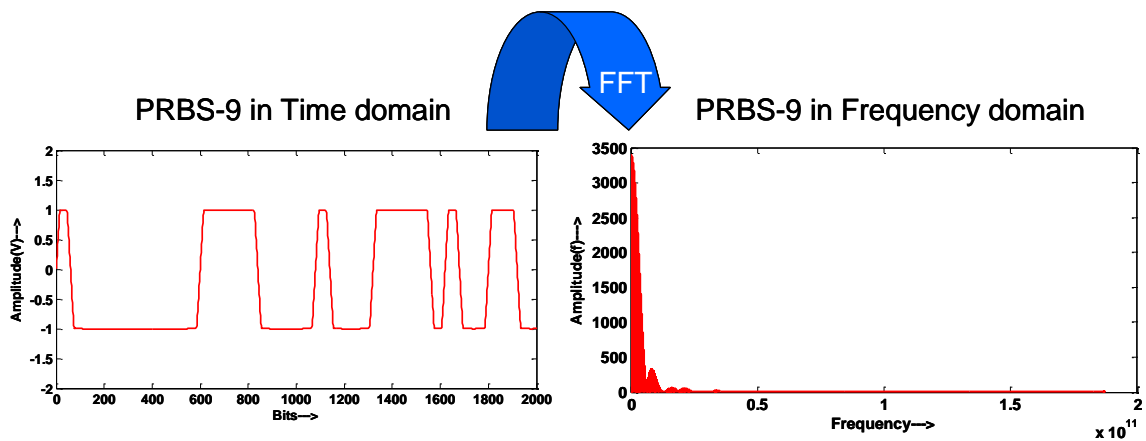 FFT
PRBS-9 in Time domain
PRBS-9 in Frequency domain
2
1.5
1
0.5
0
-0.5
-1
-1.5
-2
Amplitude(V)--->
0 200 400 600 800 1000 1200 1400 1600 1800 2000
Bits--->
3500
3000
2500
2000
1500
1000
500
0
Amplitude(f)--->
0 0.5 1 1.5 2
Frequency--->
x 10^11